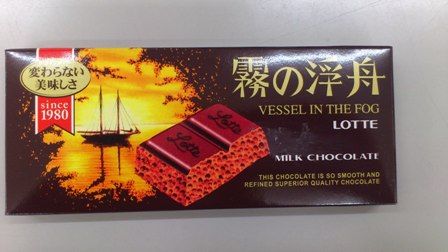 変わらない
美味しさ
since
1980
霧の浮舟
VESSEL IN THE FOG
LOTTE
Lotte
Lotte
MILK CHOCOLATE
THIS CHOCOLATE IS SO SMOOTH AND
REFINED SUPERIOR QUALITY CHOCOLATE